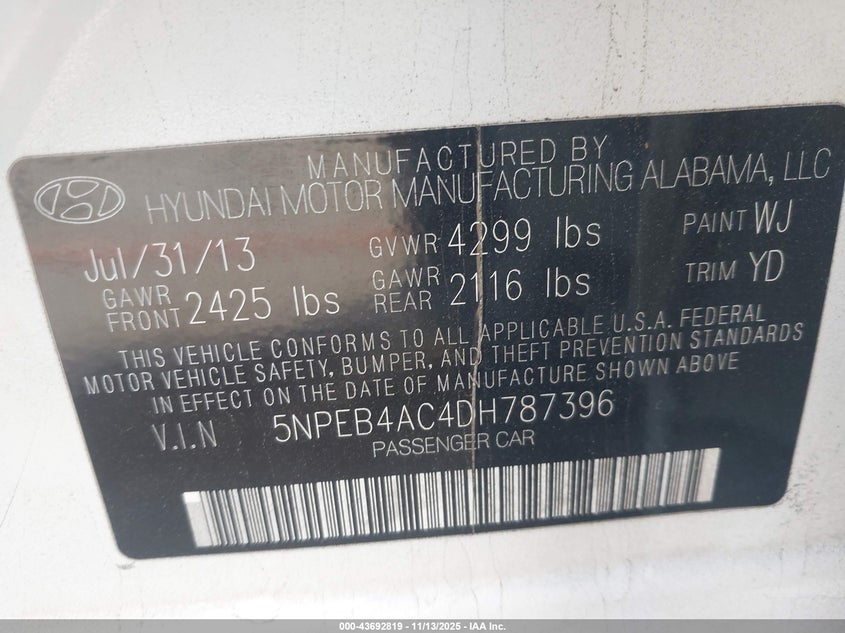 MANUFACTURED BY
HYUNDAI MOTOR MANUFACTURING ALABAMA, LLC
Jul/31/13 GVWR 4299 lbs PAINT WJ
GAWR FRONT 2425 lbs GAWR REAR 2116 lbs TRIM YD
THIS VEHICLE CONFORMS TO ALL APPLICABLE U.S.A. FEDERAL
MOTOR VEHICLE SAFETY, BUMPER, AND THEFT PREVENTION STANDARDS
IN EFFECT ON THE DATE OF MANUFACTURE SHOWN ABOVE
V.I.N 5NPEB4AC4DH787396
PASSENGER CAR
000-43692819 - 11/13/2025 - IAA Inc.